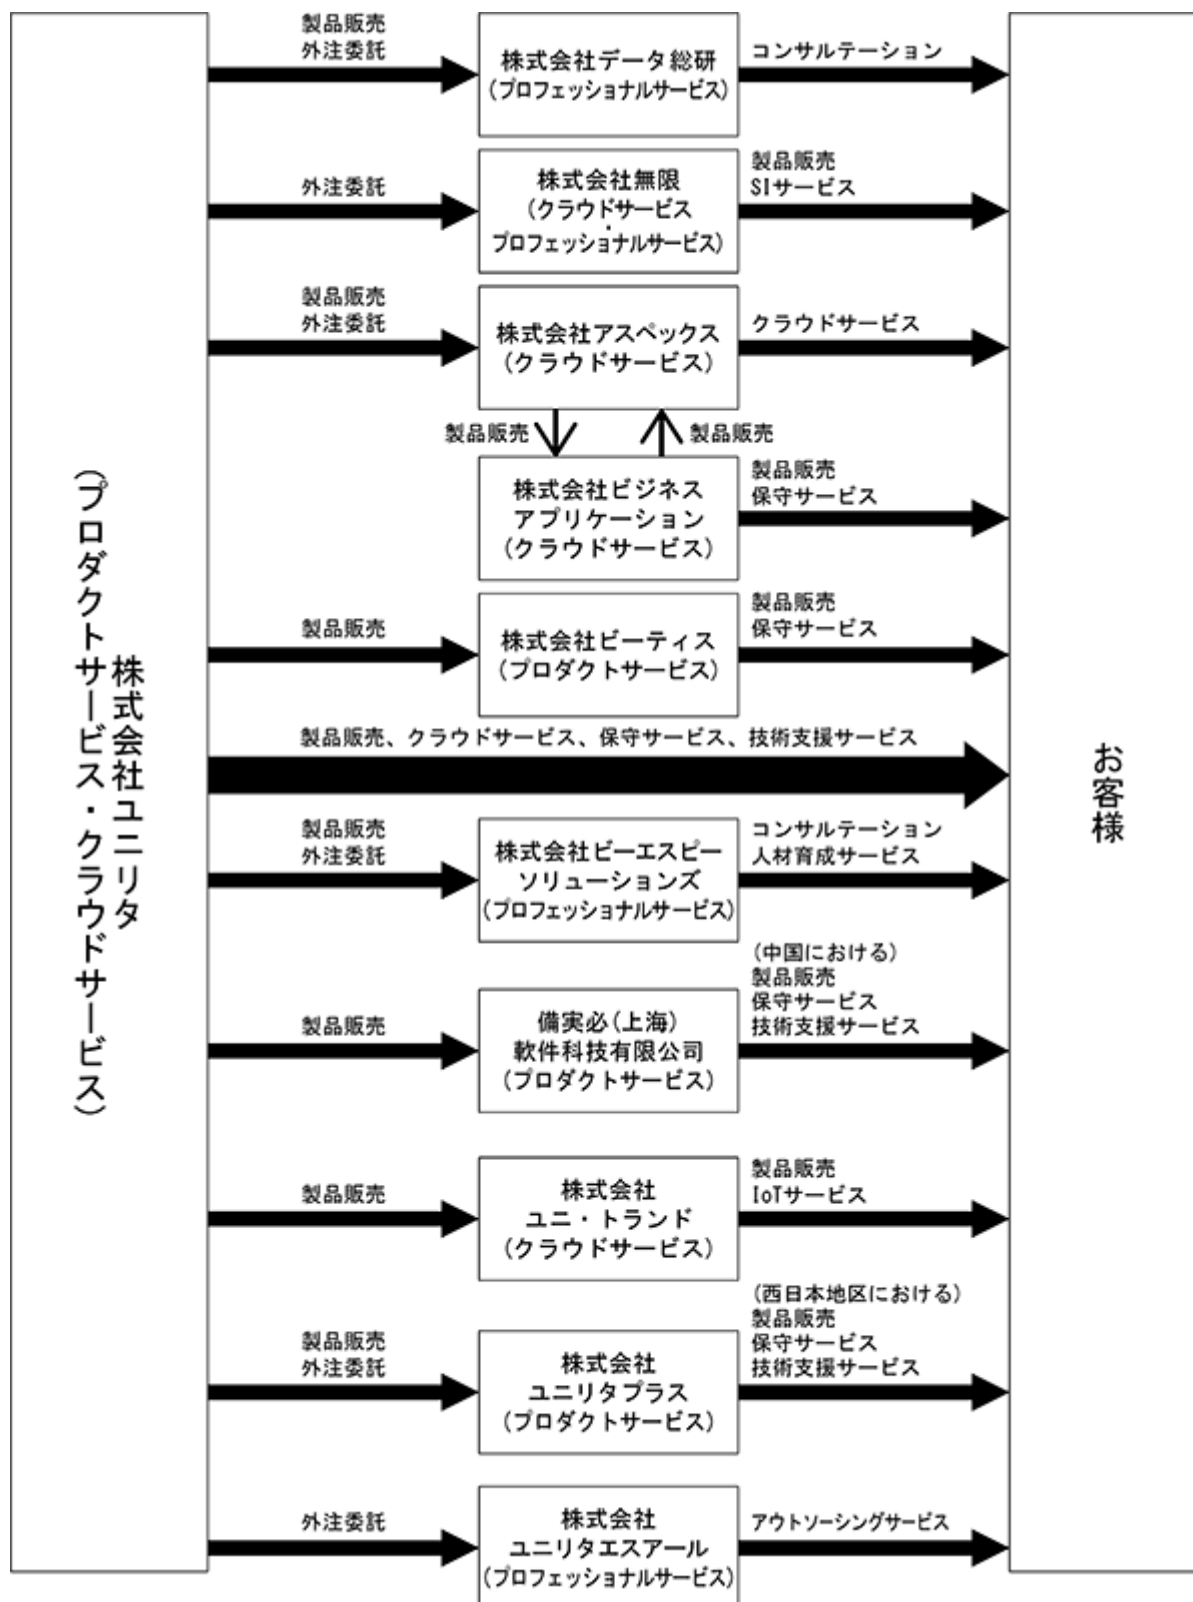 株式会社ユニリタ
（プロダクトサービス・クラウドサービス）
製品販売
外注委託
株式会社データ総研
（プロフェッショナルサービス）
コンサルテーション
外注委託
株式会社無限
（クラウドサービス
・
プロフェッショナルサービス）
製品販売
SIサービス
製品販売
外注委託
株式会社アスペックス
（クラウドサービス）
クラウドサービス
製品販売
製品販売
株式会社ビジネス
アプリケーション
（クラウドサービス）
製品販売
保守サービス
製品販売
株式会社ビーティス
（プロダクトサービス）
製品販売
保守サービス
製品販売、クラウドサービス、保守サービス、技術支援サービス
製品販売
外注委託
株式会社ビーエスピー
ソリューションズ
（プロフェッショナルサービス）
コンサルテーション
人材育成サービス
製品販売
備実必（上海）
軟件科技有限公司
（プロダクトサービス）
（中国における）
製品販売
保守サービス
技術支援サービス
製品販売
株式会社
ユニ・トランド
（クラウドサービス）
製品販売
IoTサービス
製品販売
外注委託
株式会社
ユニリタプラス
（プロダクトサービス）
（西日本地区における）
製品販売
保守サービス
技術支援サービス
外注委託
株式会社
ユニリタエスアール
（プロフェッショナルサービス）
アウトソーシングサービス
お客様